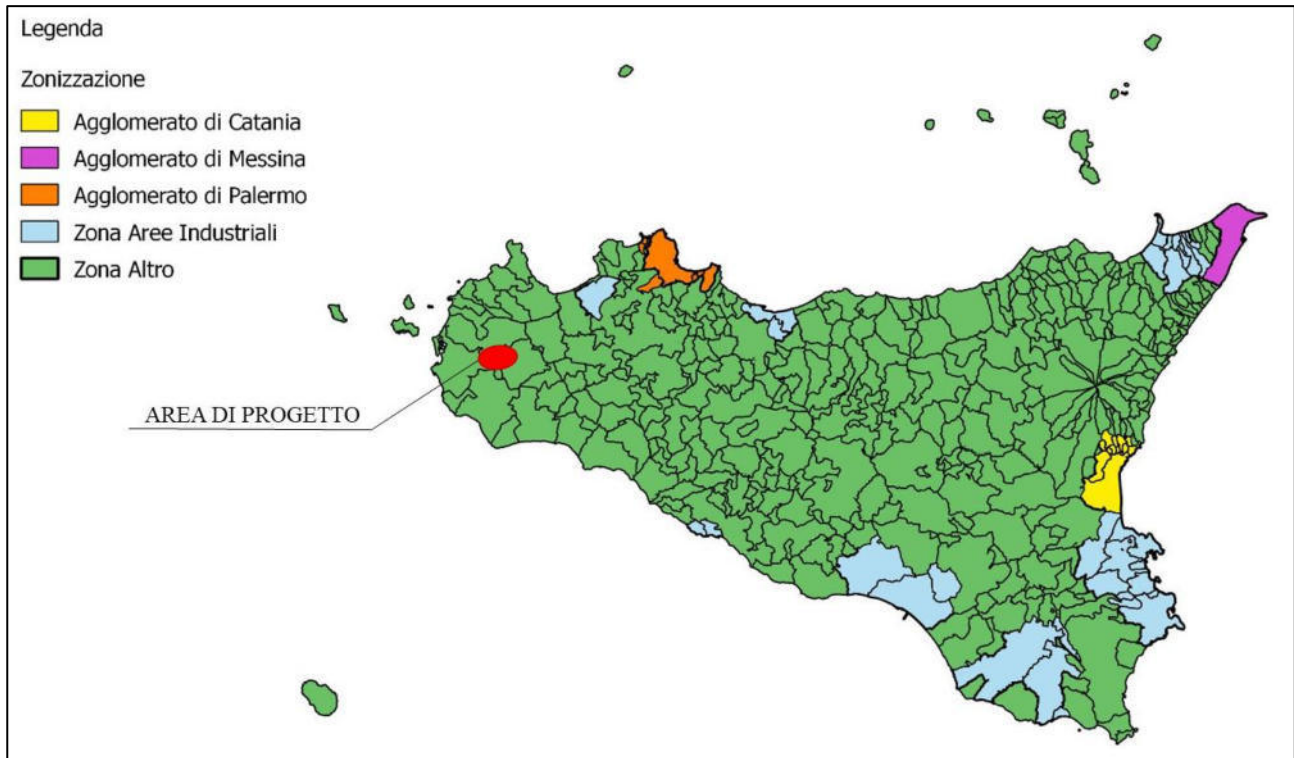 Legenda
Zonizzazione
Agglomerato di Catania
Agglomerato di Messina
Agglomerato di Palermo
Zona Aree Industriali
Zona Altro
AREA DI PROGETTO